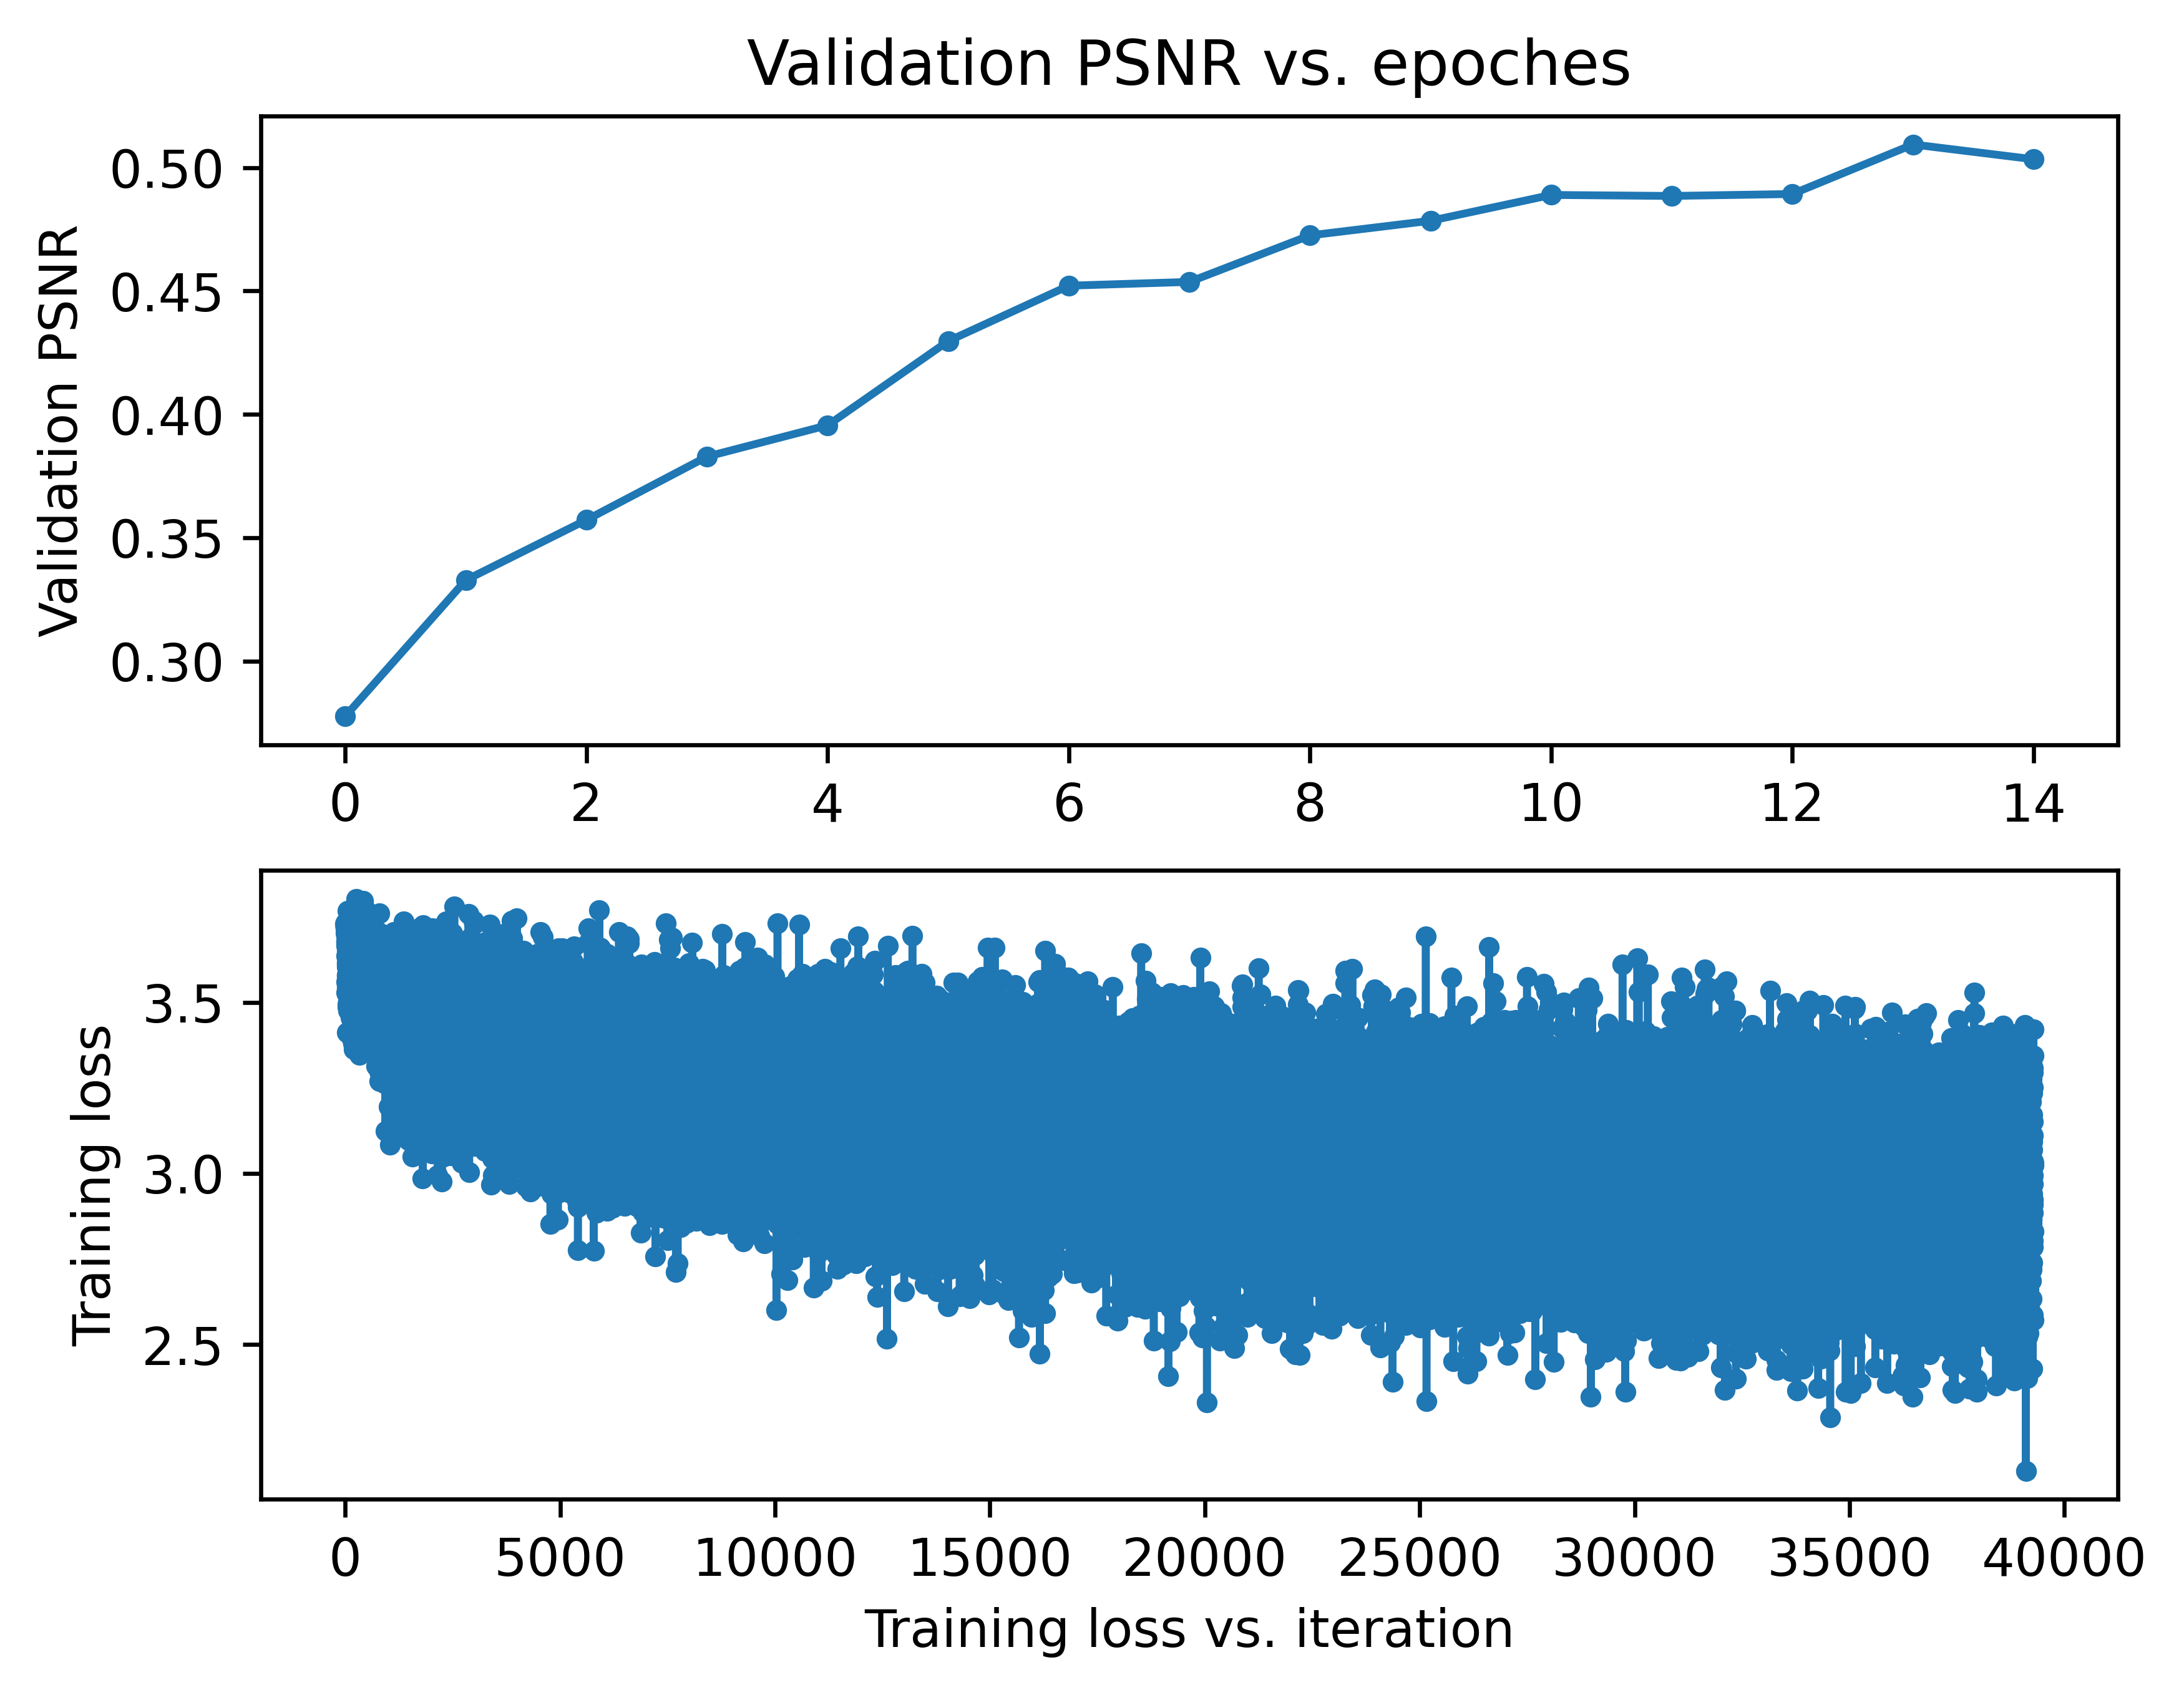 Validation PSNR vs. epoches
Validation PSNR
0.50
0.45
0.40
0.35
0.30
0 2 4 6 8 10 12 14
Training loss
3.5
3.0
2.5
0 5000 10000 15000 20000 25000 30000 35000 40000
Training loss vs. iteration